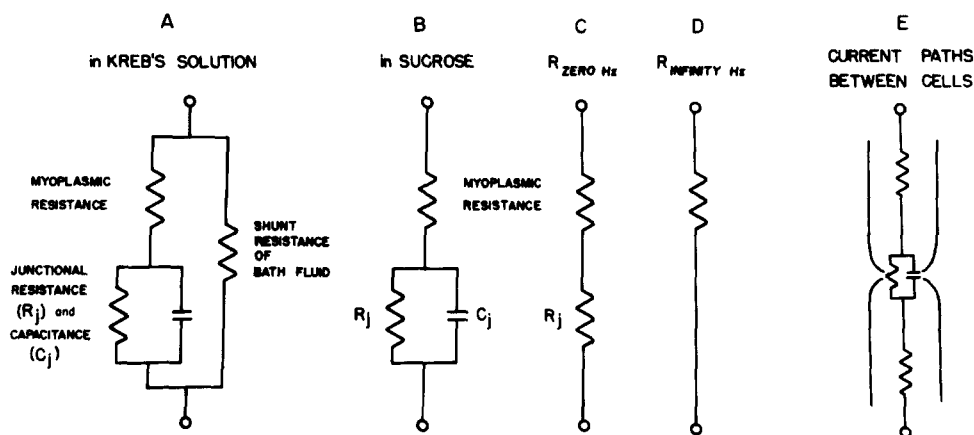 A
in KREB'S SOLUTION
MYOPLASMIC
RESISTANCE
SHUNT
RESISTANCE
OF
BATH FLUID
JUNCTIONAL
RESISTANCE
(Rj) and
CAPACITANCE
(Cj)
B
in SUCROSE
MYOPLASMIC
RESISTANCE
Rj
Cj
C
R ZERO Hz
Rj
D
R INFINITY Hz
E
CURRENT PATHS
BETWEEN CELLS